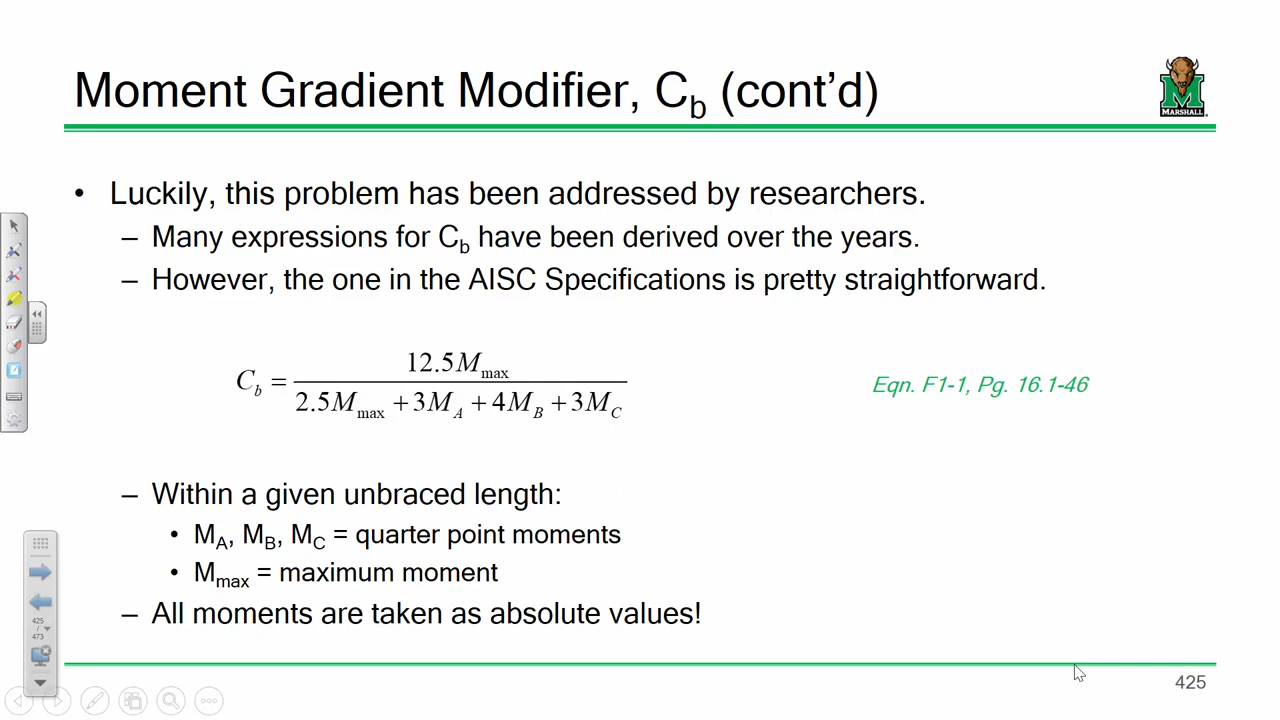 Moment Gradient Modifier, C_b (cont’d)
MARSHALL
• Luckily, this problem has been addressed by researchers.
– Many expressions for C_b have been derived over the years.
– However, the one in the AISC Specifications is pretty straightforward.
C_b = 12.5M_max / (2.5M_max + 3M_A + 4M_B + 3M_C)
Eqn. F1-1, Pg. 16.1-46
– Within a given unbraced length:
• M_A, M_B, M_C = quarter point moments
• M_max = maximum moment
– All moments are taken as absolute values!
425
/
473
425